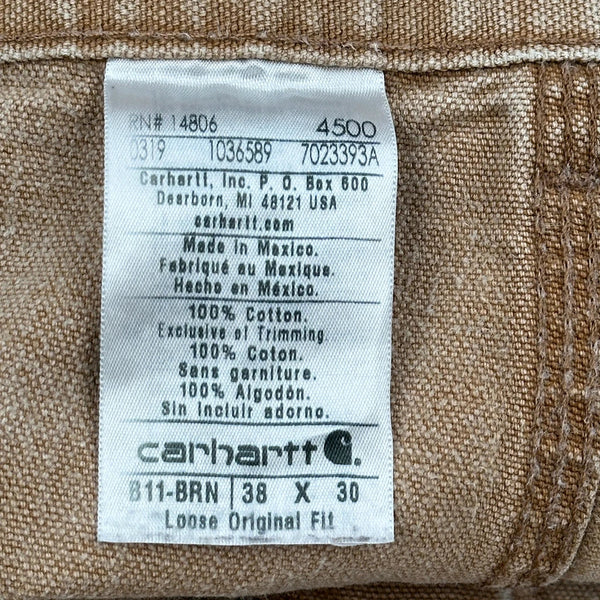 RN# 14806 4500
0319 1036589 7023393A
Carhartt, Inc. P. O. Box 600
Dearborn, MI 48121 USA
carhartt.com
Made in Mexico.
Fabriqué au Mexique.
Hecho en México.
100% Cotton.
Exclusive of Trimming.
100% Coton.
Sans garniture.
100% Algodón.
Sin incluir adorno.
carhartt
B11-BRN 38 X 30
Loose Original Fit